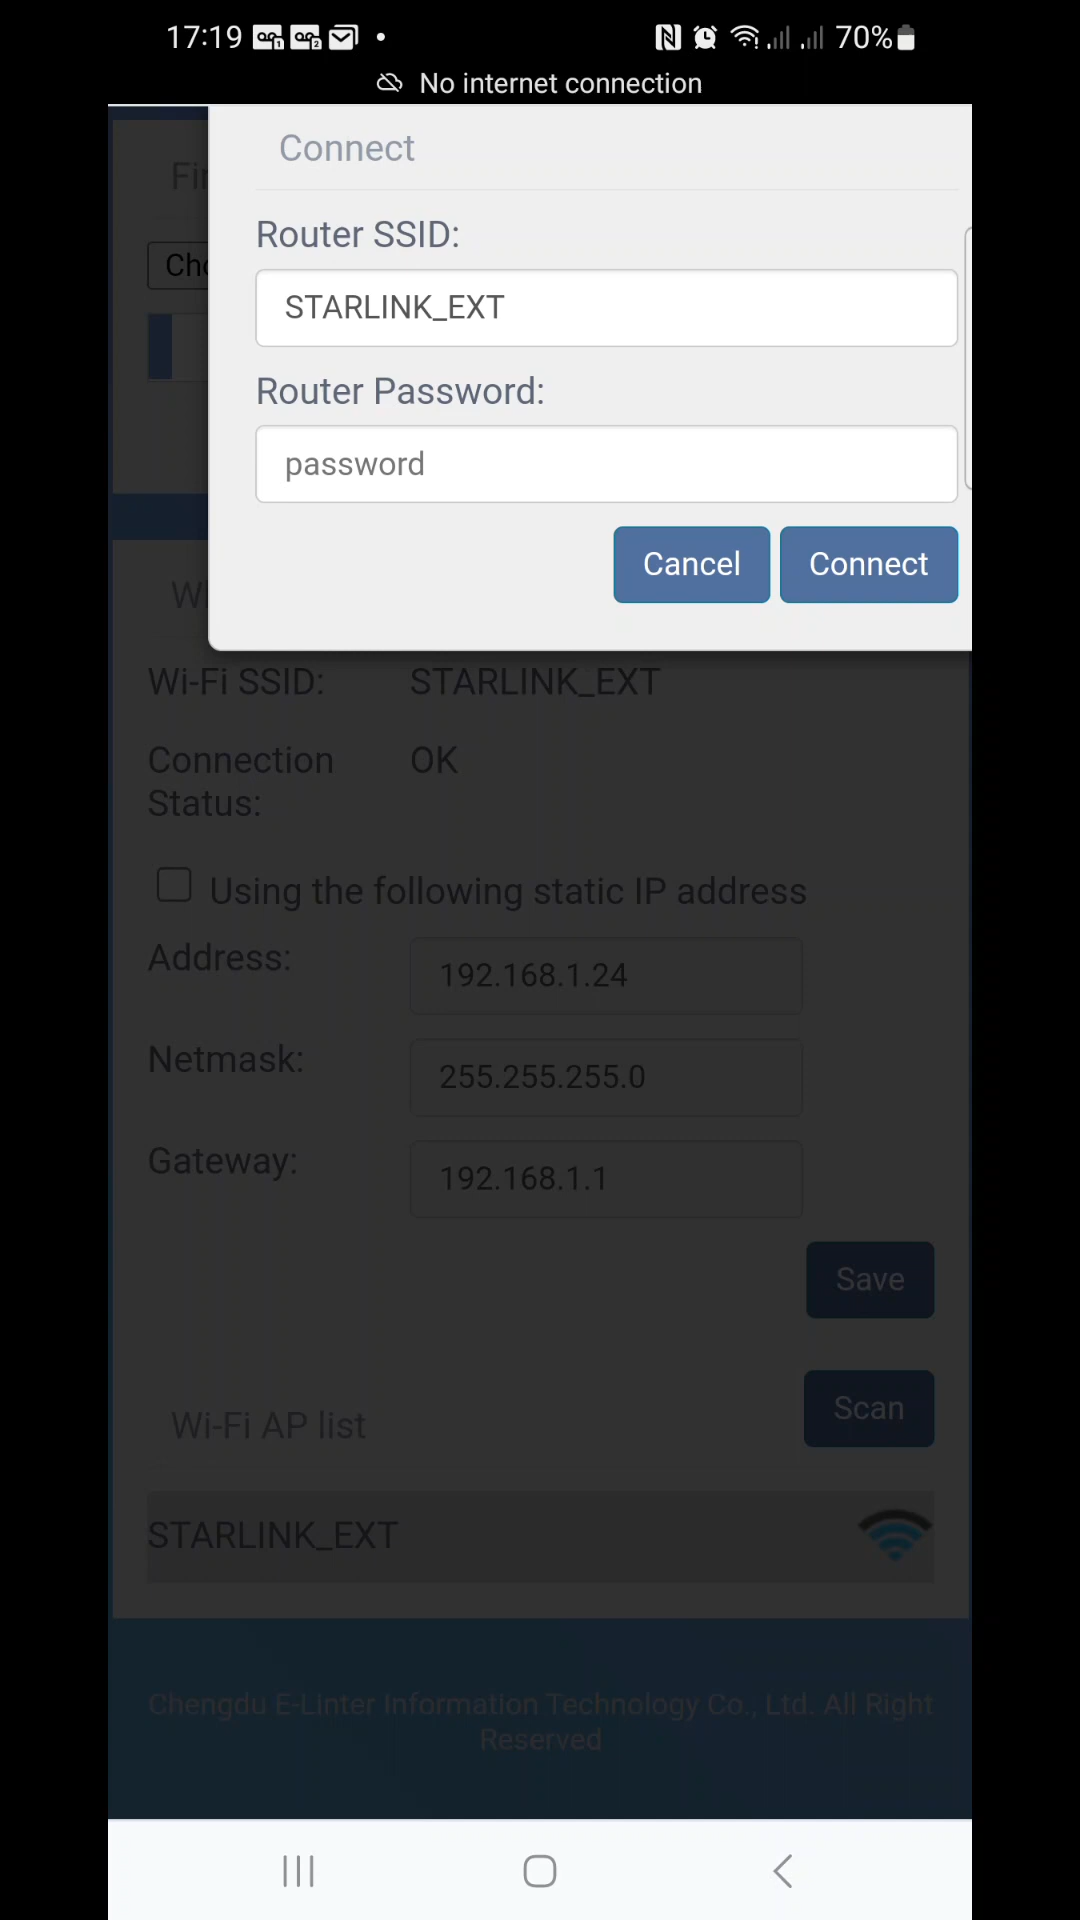 17:19 70%
No internet connection
Connect
Router SSID:
STARLINK_EXT
Router Password:
password
Cancel Connect
Wi-Fi SSID: STARLINK_EXT
Connection Status: OK
Using the following static IP address
Address: 192.168.1.24
Netmask: 255.255.255.0
Gateway: 192.168.1.1
Save
Wi-Fi AP list Scan
STARLINK_EXT
Chengdu E-LInter Information Technology Co., Ltd. All Right
Reserved